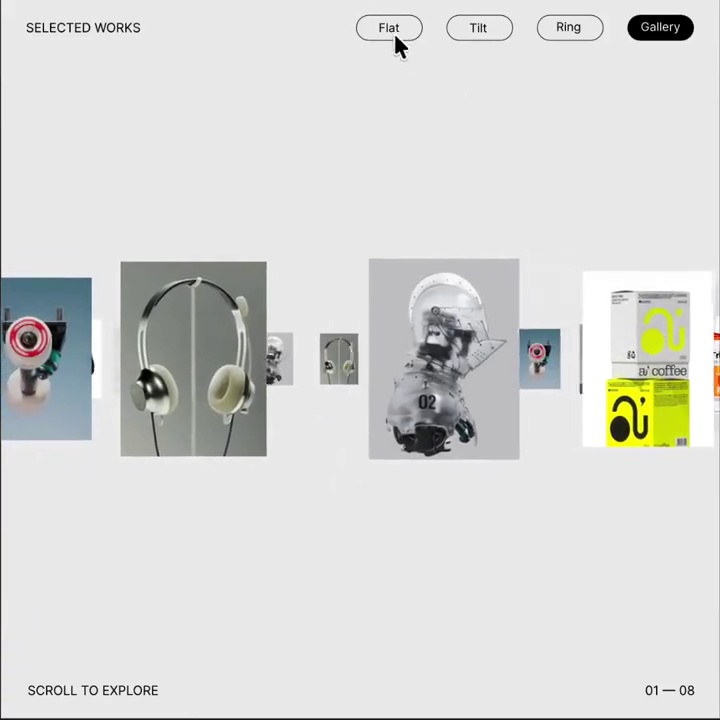 SELECTED WORKS
Flat
Tilt
Ring
Gallery
02
a' coffee
SCROLL TO EXPLORE
01 — 08